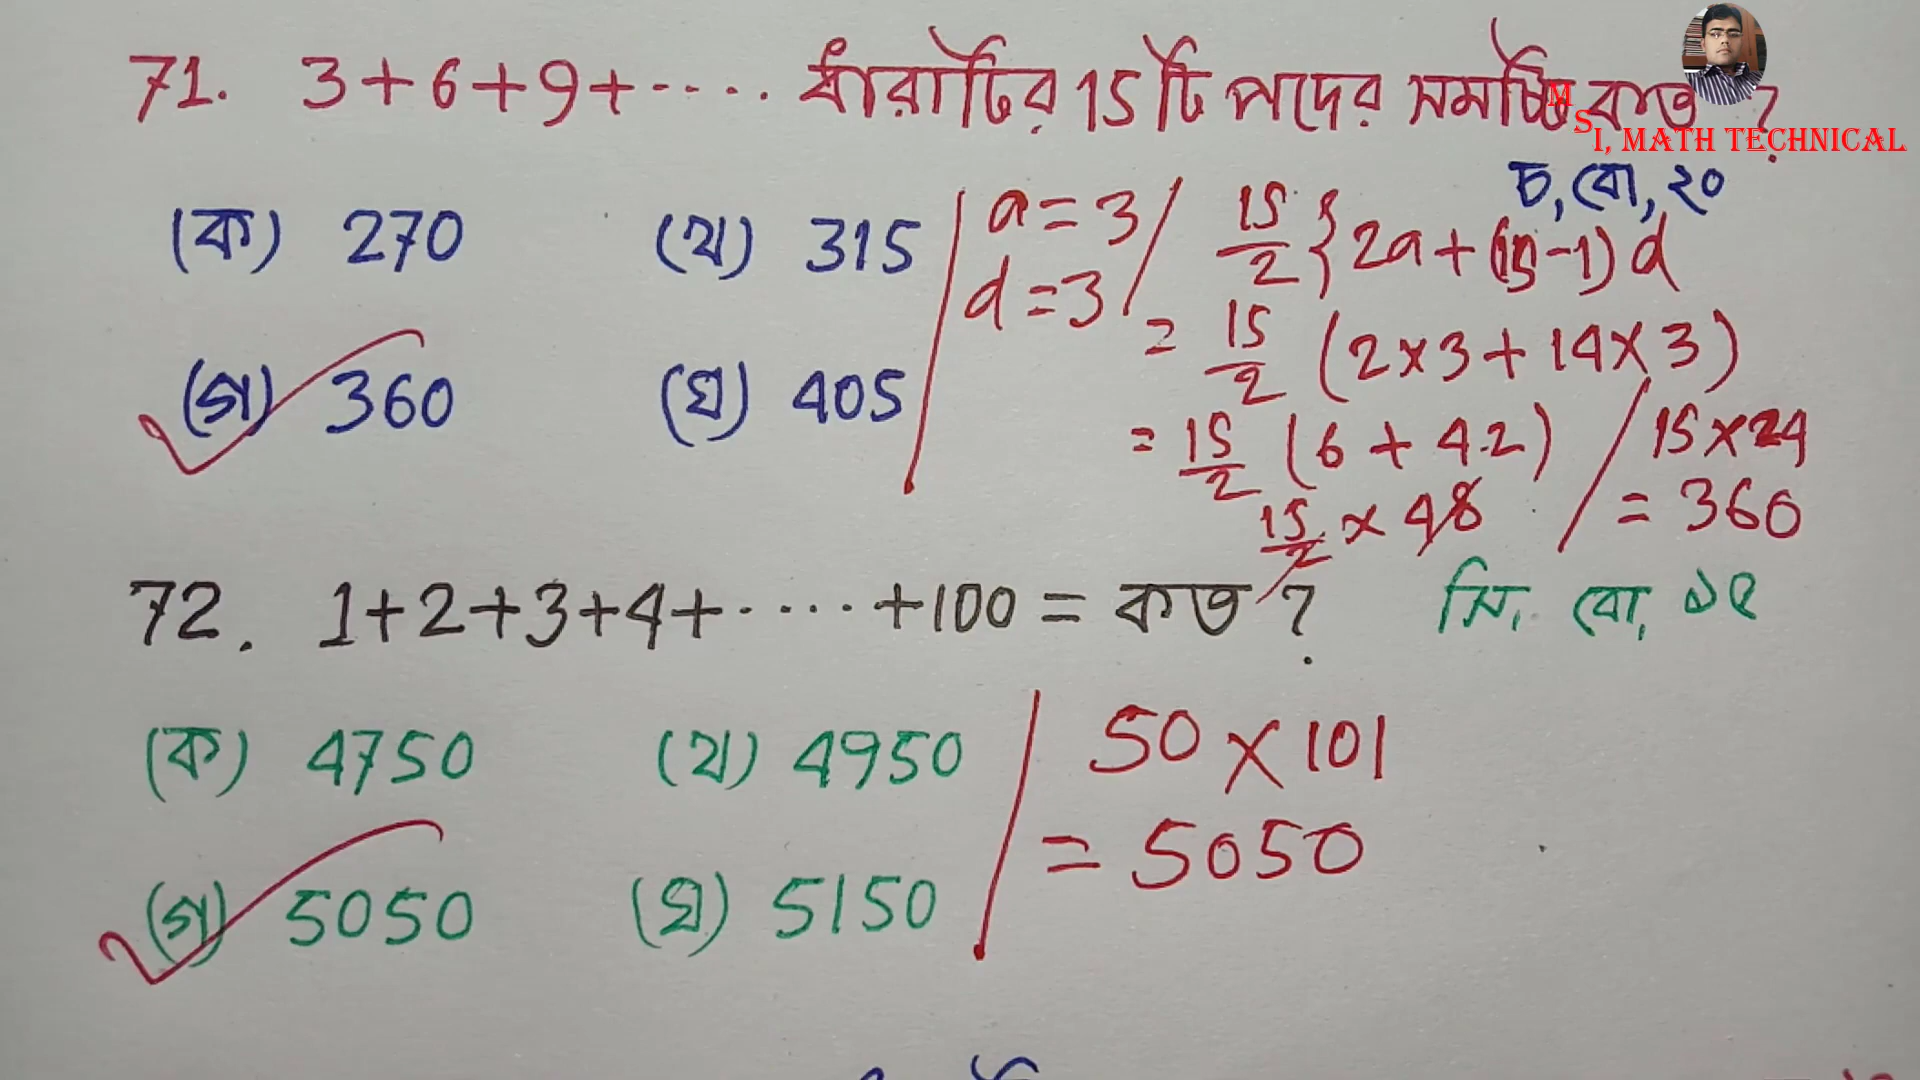 71. 3+6+9+····· ধারাটির 15 টি পদের সমষ্টি কত ?
M S I, MATH TECHNICAL
চ, বো, ২০
(ক) 270 (খ) 315
(গ) 360 (ঘ) 405
a = 3
d = 3
15/2 {2a + (n-1) d
= 15/2 (2×3+14×3)
= 15/2 (6 + 42)
15/2 × 48
15×24
= 360
72. 1+2+3+4+····· +100 = কত ?
সি, বো, ১৫
(ক) 4750 (খ) 4950
(গ) 5050 (ঘ) 5150
50 × 101
= 5050